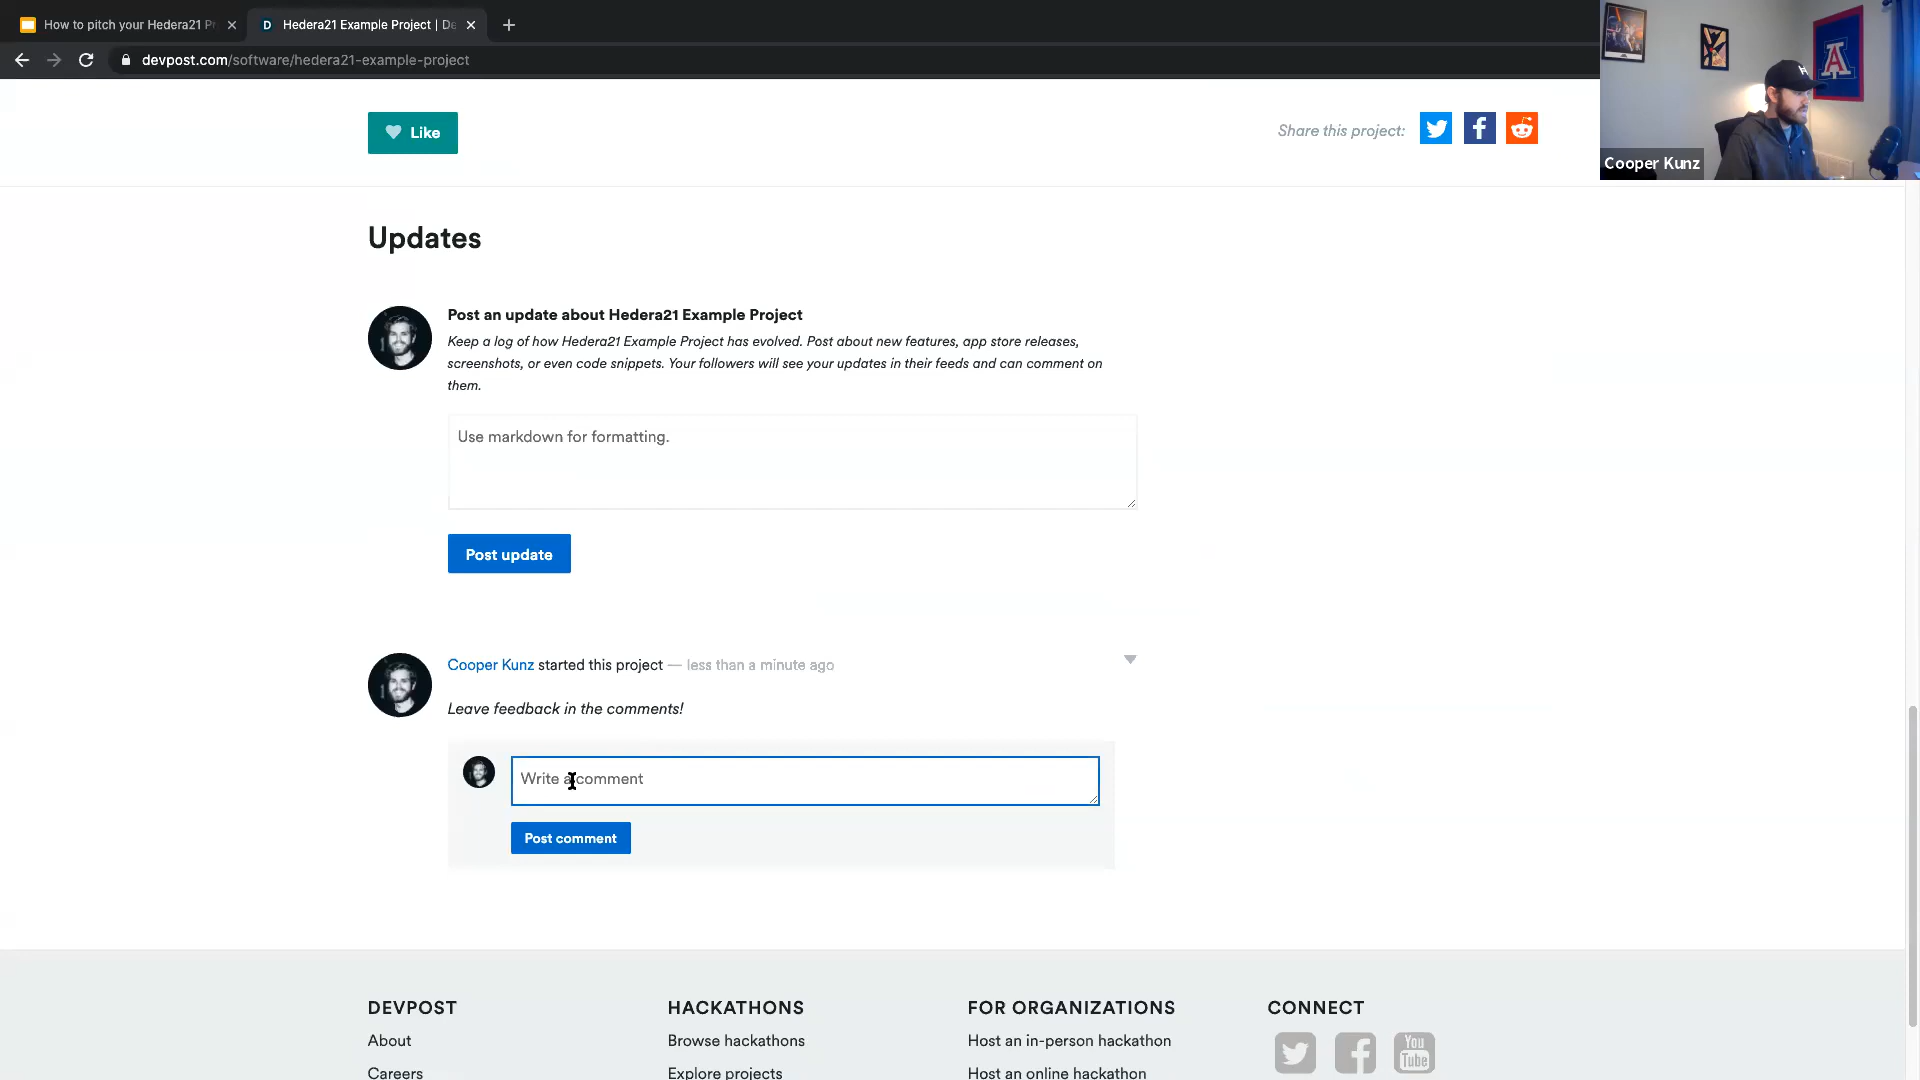 How to pitch your Hedera21 Pr
Hedera21 Example Project | De
devpost.com/software/hedera21-example-project
Cooper Kunz
Like
Share this project:
Updates
Post an update about Hedera21 Example Project
Keep a log of how Hedera21 Example Project has evolved. Post about new features, app store releases,
screenshots, or even code snippets. Your followers will see your updates in their feeds and can comment on
them.
Use markdown for formatting.
Post update
Cooper Kunz started this project — less than a minute ago
Leave feedback in the comments!
Write a comment
Post comment
DEVPOST
HACKATHONS
FOR ORGANIZATIONS
CONNECT
About
Browse hackathons
Host an in-person hackathon
You
Tube
Careers
Explore projects
Host an online hackathon